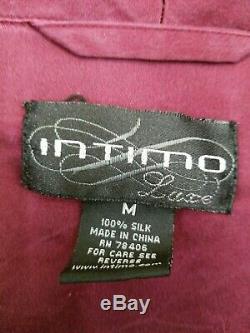 INTIMO
Luxe
M
100% SILK
MADE IN CHINA
RN 78406
FOR CARE SEE
REVERSE
www.intimo.com